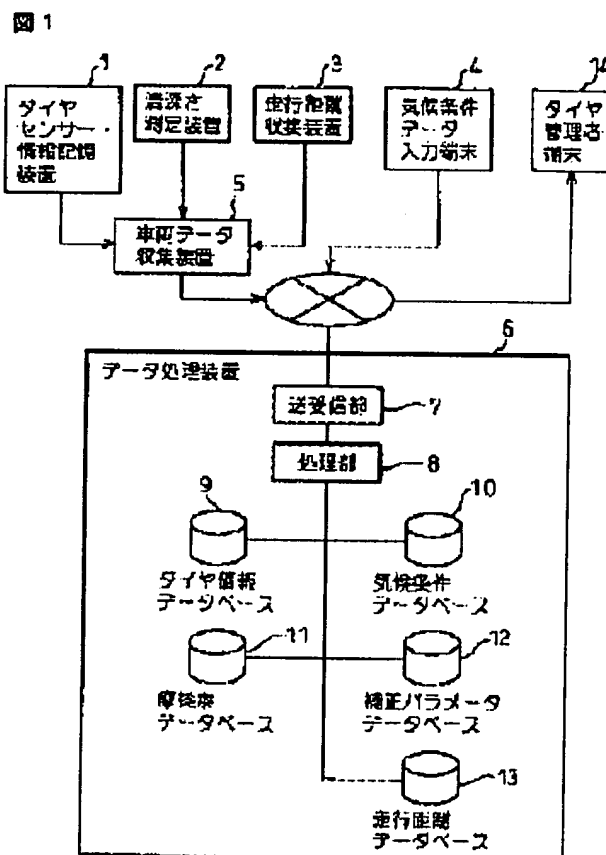 図 1
1
2
3
4
14
タイヤ
センサー・
情報記憶
装置
溝深さ
測定装置
走行距離
収集装置
気候条件
データ
入力端末
タイヤ
管理者
端末
5
車両データ
収集装置
6
データ処理装置
送受信部
7
処理部
8
9
10
タイヤ情報
データベース
気候条件
データベース
11
12
摩耗率
データベース
補正パラメータ
データベース
13
走行距離
データベース